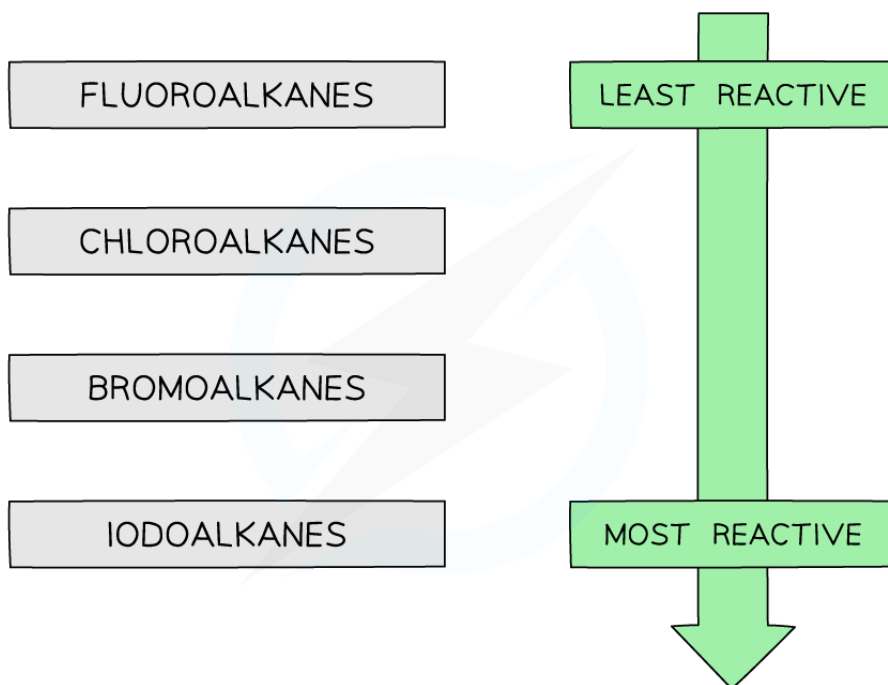 FLUOROALKANES
LEAST REACTIVE
CHLOROALKANES
BROMOALKANES
IODOALKANES
MOST REACTIVE